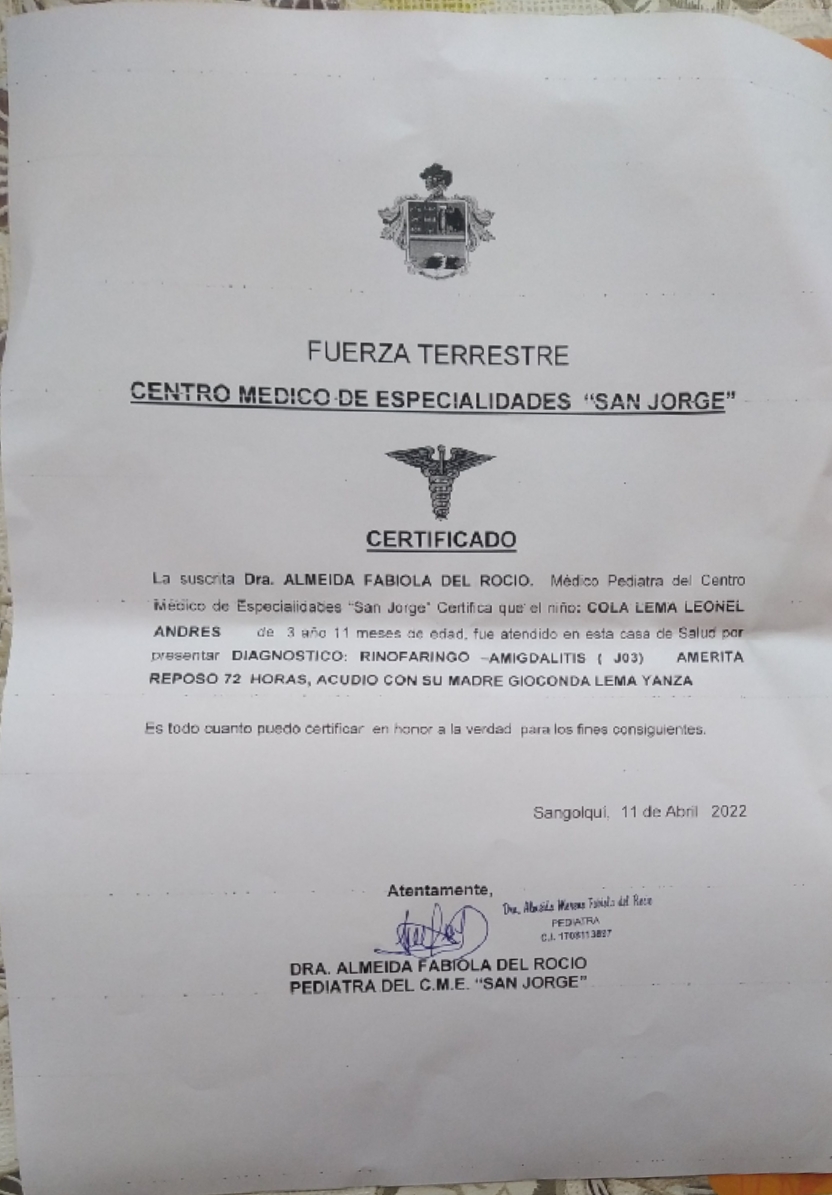 FUERZA TERRESTRE
CENTRO MEDICO DE ESPECIALIDADES “SAN JORGE”
CERTIFICADO
La suscrita Dra. ALMEIDA FABIOLA DEL ROCIO. Médico Pediatra del Centro
Médico de Especialidades “San Jorge” Certifica que el niño: COLA LEMA LEONEL
ANDRES de 3 año 11 meses de edad, fue atendido en esta casa de Salud por
presentar DIAGNOSTICO: RINOFARINGO –AMIGDALITIS ( J03) AMERITA
REPOSO 72 HORAS, ACUDIO CON SU MADRE GIOCONDA LEMA YANZA
Es todo cuanto puedo certificar en honor a la verdad para los fines consiguientes.
Sangolquí, 11 de Abril 2022
Atentamente,
Dra. Almeida Fabiola del Rocio
PEDIATRA
C.I.
DRA. ALMEIDA FABIOLA DEL ROCIO
PEDIATRA DEL C.M.E. “SAN JORGE”